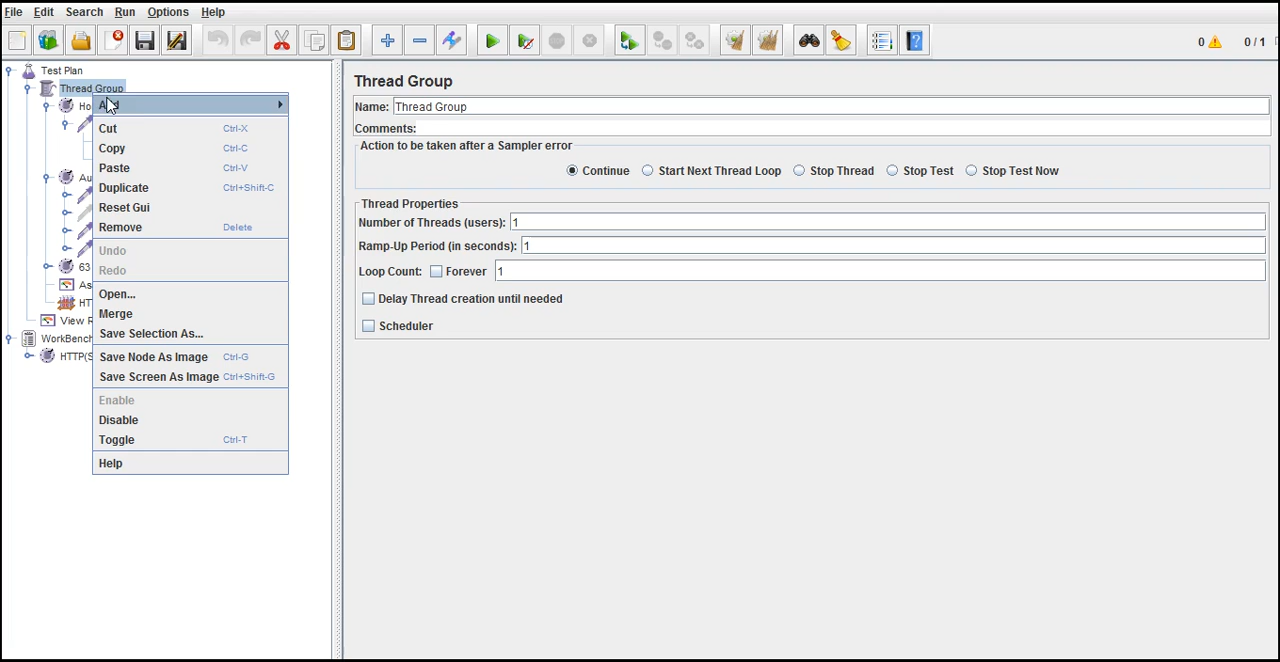 File Edit Search Run Options Help
0 0 / 1
Test Plan
Thread Group
Ho
Au
63
As
HT
View R
WorkBench
HTTP(S
Cut Ctrl-X
Copy Ctrl-C
Paste Ctrl-V
Duplicate Ctrl+Shift-C
Reset Gui
Remove Delete
Undo
Redo
Open...
Merge
Save Selection As...
Save Node As Image Ctrl-G
Save Screen As Image Ctrl+Shift-G
Enable
Disable
Toggle Ctrl-T
Help
Thread Group
Name: Thread Group
Comments:
Action to be taken after a Sampler error
Continue Start Next Thread Loop Stop Thread Stop Test Stop Test Now
Thread Properties
Number of Threads (users): 1
Ramp-Up Period (in seconds): 1
Loop Count: Forever 1
Delay Thread creation until needed
Scheduler